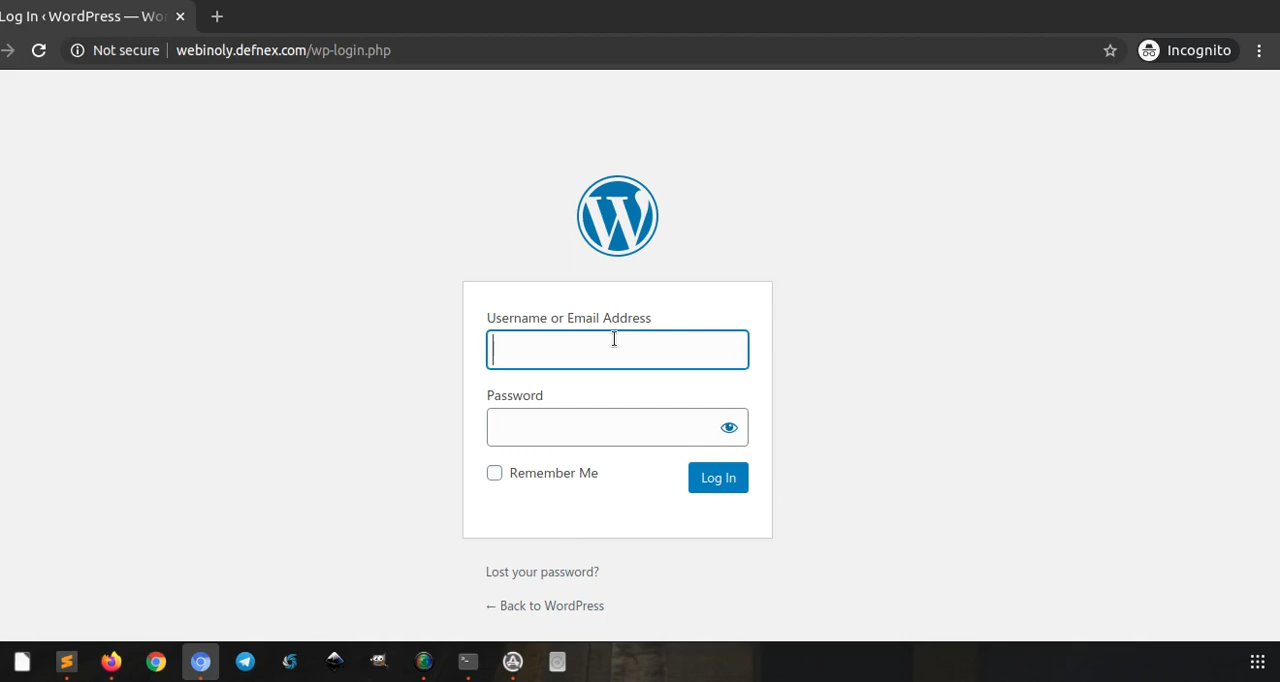 Log In ‹ WordPress — Wo
Not secure webinoly.defnex.com/wp-login.php Incognito
Username or Email Address
Password
Remember Me Log In
Lost your password?
← Back to WordPress